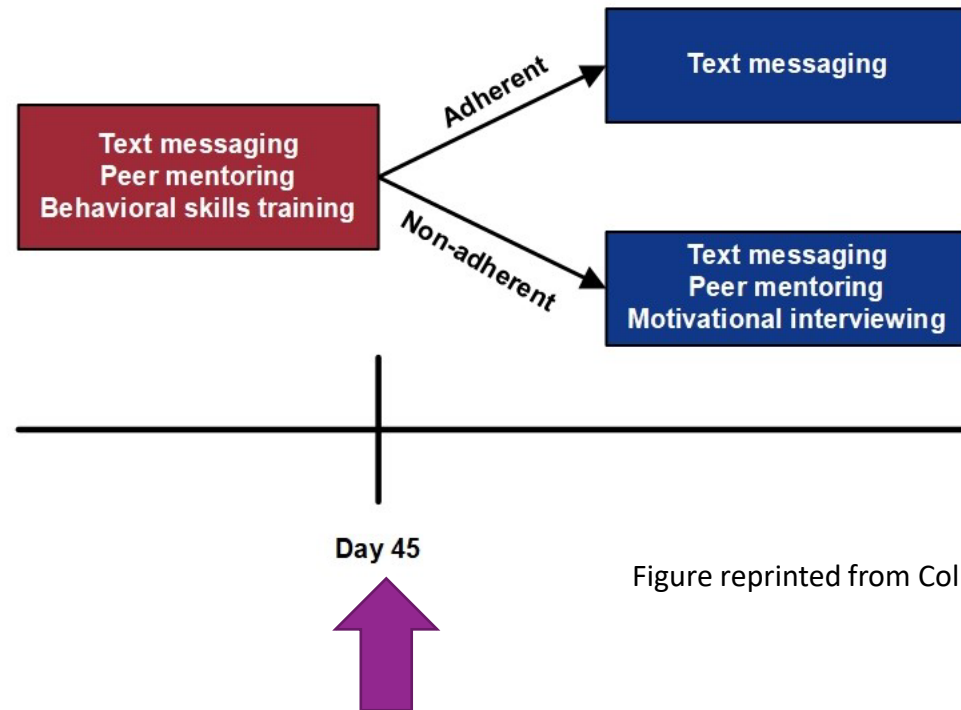 Text messaging
Peer mentoring
Behavioral skills training
Adherent
Non-adherent
Text messaging
Text messaging
Peer mentoring
Motivational interviewing
Day 45
Figure reprinted from Col